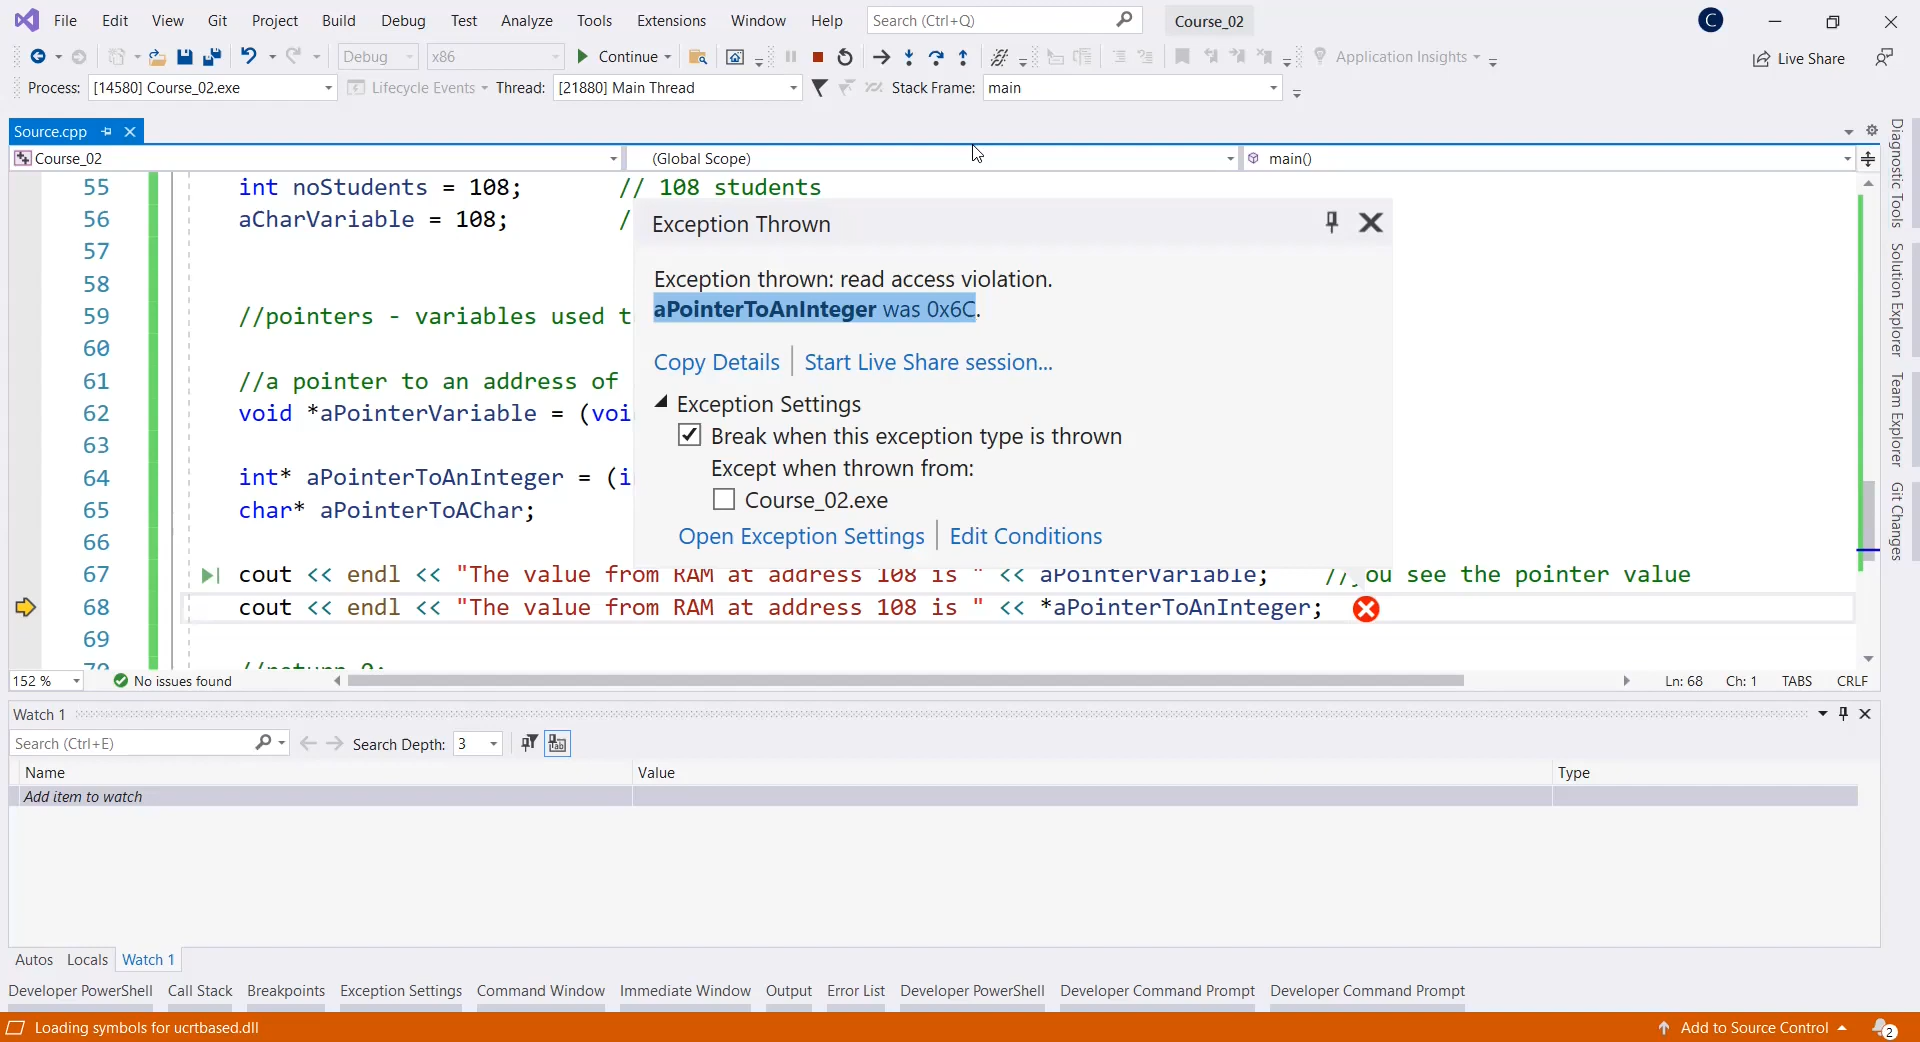 File Edit View Git Project Build Debug Test Analyze Tools Extensions Window Help Search (Ctrl+Q) Course_02 C
Debug x86 Continue Application Insights Live Share
Process: [14580] Course_02.exe Lifecycle Events Thread: [21880] Main Thread Stack Frame: main
Source.cpp
Course_02 (Global Scope) main()
55 int noStudents = 108; // 108 students
56 aCharVariable = 108; /
57
58
59 //pointers - variables used t
60
61 //a pointer to an address of
62 void *aPointerVariable = (voi
63
64 int* aPointerToAnInteger = (i
65 char* aPointerToAChar;
66
67 cout << endl << "The value from RAM at address 108 is " << aPointerVariable; //you see the pointer value
68 cout << endl << "The value from RAM at address 108 is " << *aPointerToAnInteger;
69
70 //return 0;
Exception Thrown
Exception thrown: read access violation.
aPointerToAnInteger was 0x6C.
Copy Details Start Live Share session...
Exception Settings
Break when this exception type is thrown
Except when thrown from:
Course_02.exe
Open Exception Settings Edit Conditions
152 % No issues found Ln: 68 Ch: 1 TABS CRLF
Diagnostic Tools
Solution Explorer
Team Explorer
Git Changes
Watch 1
Search (Ctrl+E) Search Depth: 3
Name Value Type
Add item to watch
Autos Locals Watch 1
Developer PowerShell Call Stack Breakpoints Exception Settings Command Window Immediate Window Output Error List Developer PowerShell Developer Command Prompt Developer Command Prompt
Loading symbols for ucrtbased.dll Add to Source Control 2